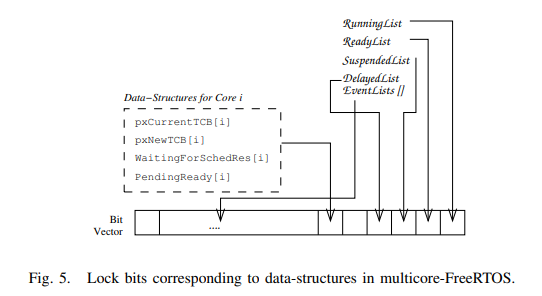 RunningList
ReadyList
SuspendedList
DelayedList
EventLists []
Data-Structures for Core i
pxCurrentTCB[i]
pxNewTCB[i]
WaitingForSchedRes[i]
PendingReady[i]
Bit
Vector
....
Fig. 5. Lock bits corresponding to data-structures in multicore-FreeRTOS.